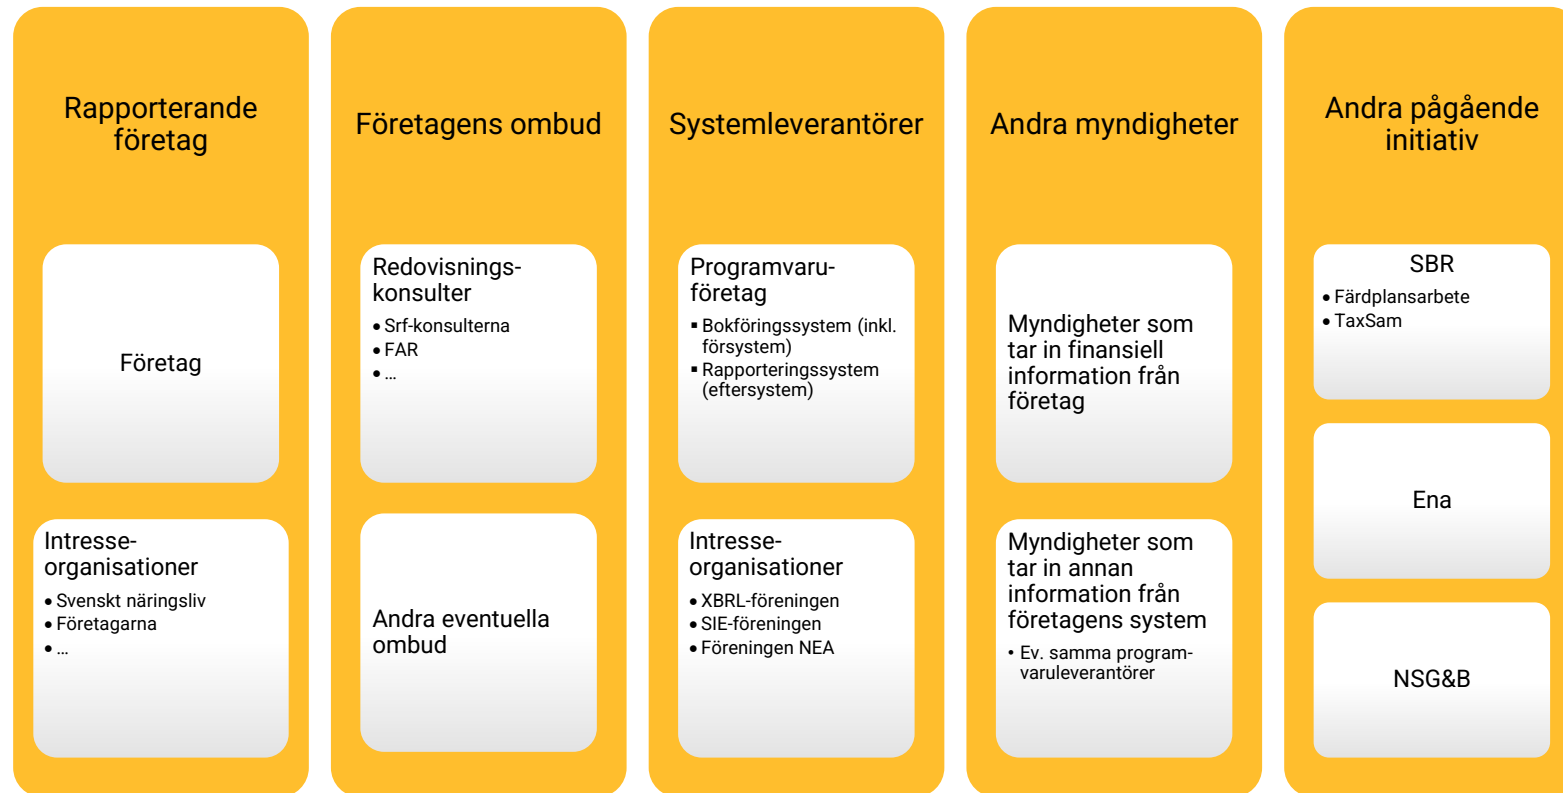 Rapporterande
företag
Företag
Intresse-
organisationer
• Svenskt näringsliv
• Företagarna
• ...
Företagens ombud
Redovisnings-
konsulter
• Srf-konsulterna
• FAR
• ...
Andra eventuella
ombud
Systemleverantörer
Programvaru-
företag
▪ Bokföringssystem (inkl.
försystem)
▪ Rapporteringssystem
(eftersystem)
Intresse-
organisationer
• XBRL-föreningen
• SIE-föreningen
• Föreningen NEA
Andra myndigheter
Myndigheter som
tar in finansiell
information från
företag
Myndigheter som
tar in annan
information från
företagens system
• Ev. samma program-
varuleverantörer
Andra pågående
initiativ
SBR
• Färdplansarbete
• TaxSam
Ena
NSG&B